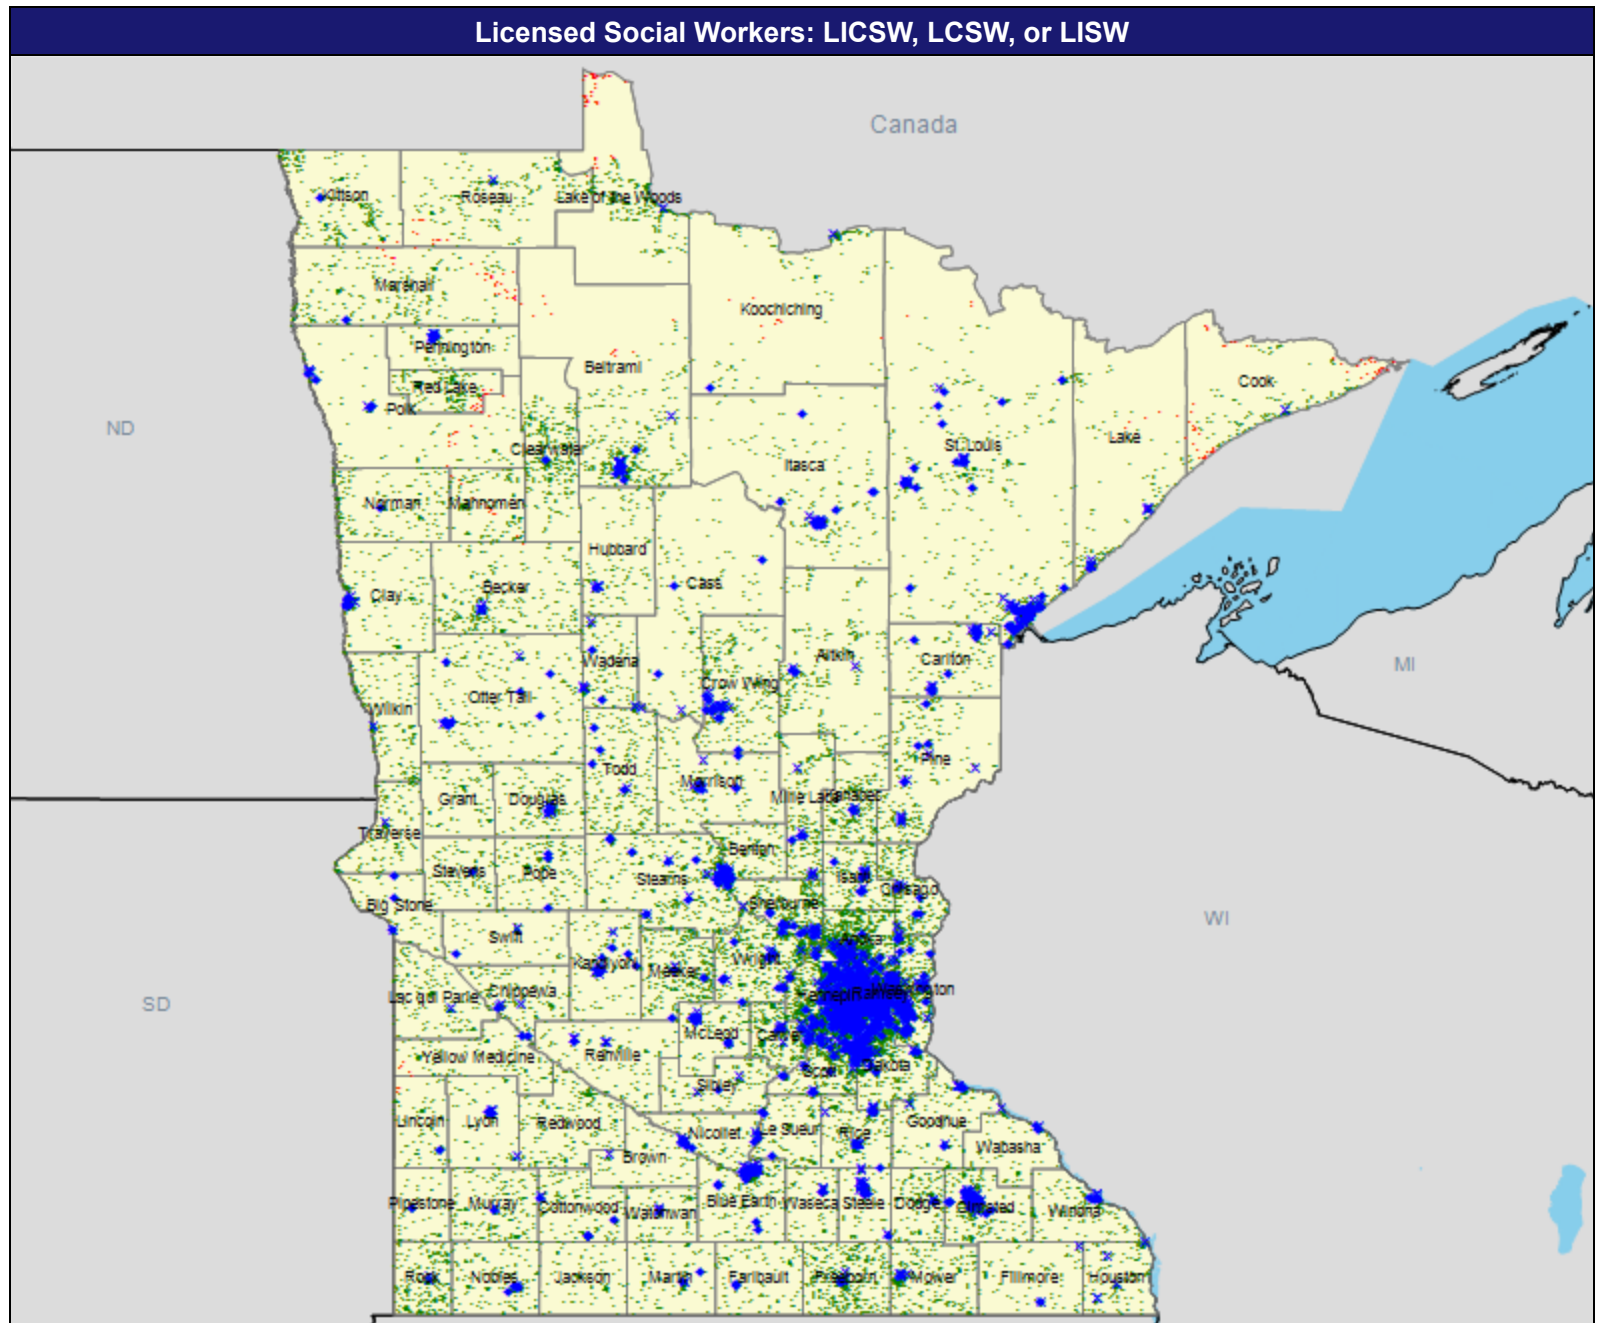 Licensed Social Workers: LICSW, LCSW, or LISW
Canada
Kittson
Roseau
Lake of the Woods
Marshall
Koochiching
Pennington
Beltrami
Red Lake
Cook
Polk
ND
Clearwater
St. Louis
Lake
Itasca
Norman
Mahnomen
Hubbard
Cass
Becker
Clay
Aitkin
Carlton
MI
Wadena
Crow Wing
Otter Tail
Wilkin
Pine
Todd
Morrison
Grant
Douglas
Mille Lacs
Kanabec
Traverse
Benton
Stevens
Pope
Stearns
Isanti
Chisago
Big Stone
Sherburne
WI
Swift
Anoka
Kandiyohi
Meeker
Wright
Lac qui Parle
Chippewa
Hennepin
Ramsey
Washington
SD
McLeod
Carver
Yellow Medicine
Renville
Scott
Dakota
Sibley
Lincoln
Lyon
Redwood
Nicollet
Le Sueur
Rice
Goodhue
Wabasha
Brown
Pipestone
Murray
Cottonwood
Watonwan
Blue Earth
Waseca
Steele
Dodge
Olmsted
Winona
Rock
Nobles
Jackson
Martin
Faribault
Freeborn
Mower
Fillmore
Houston